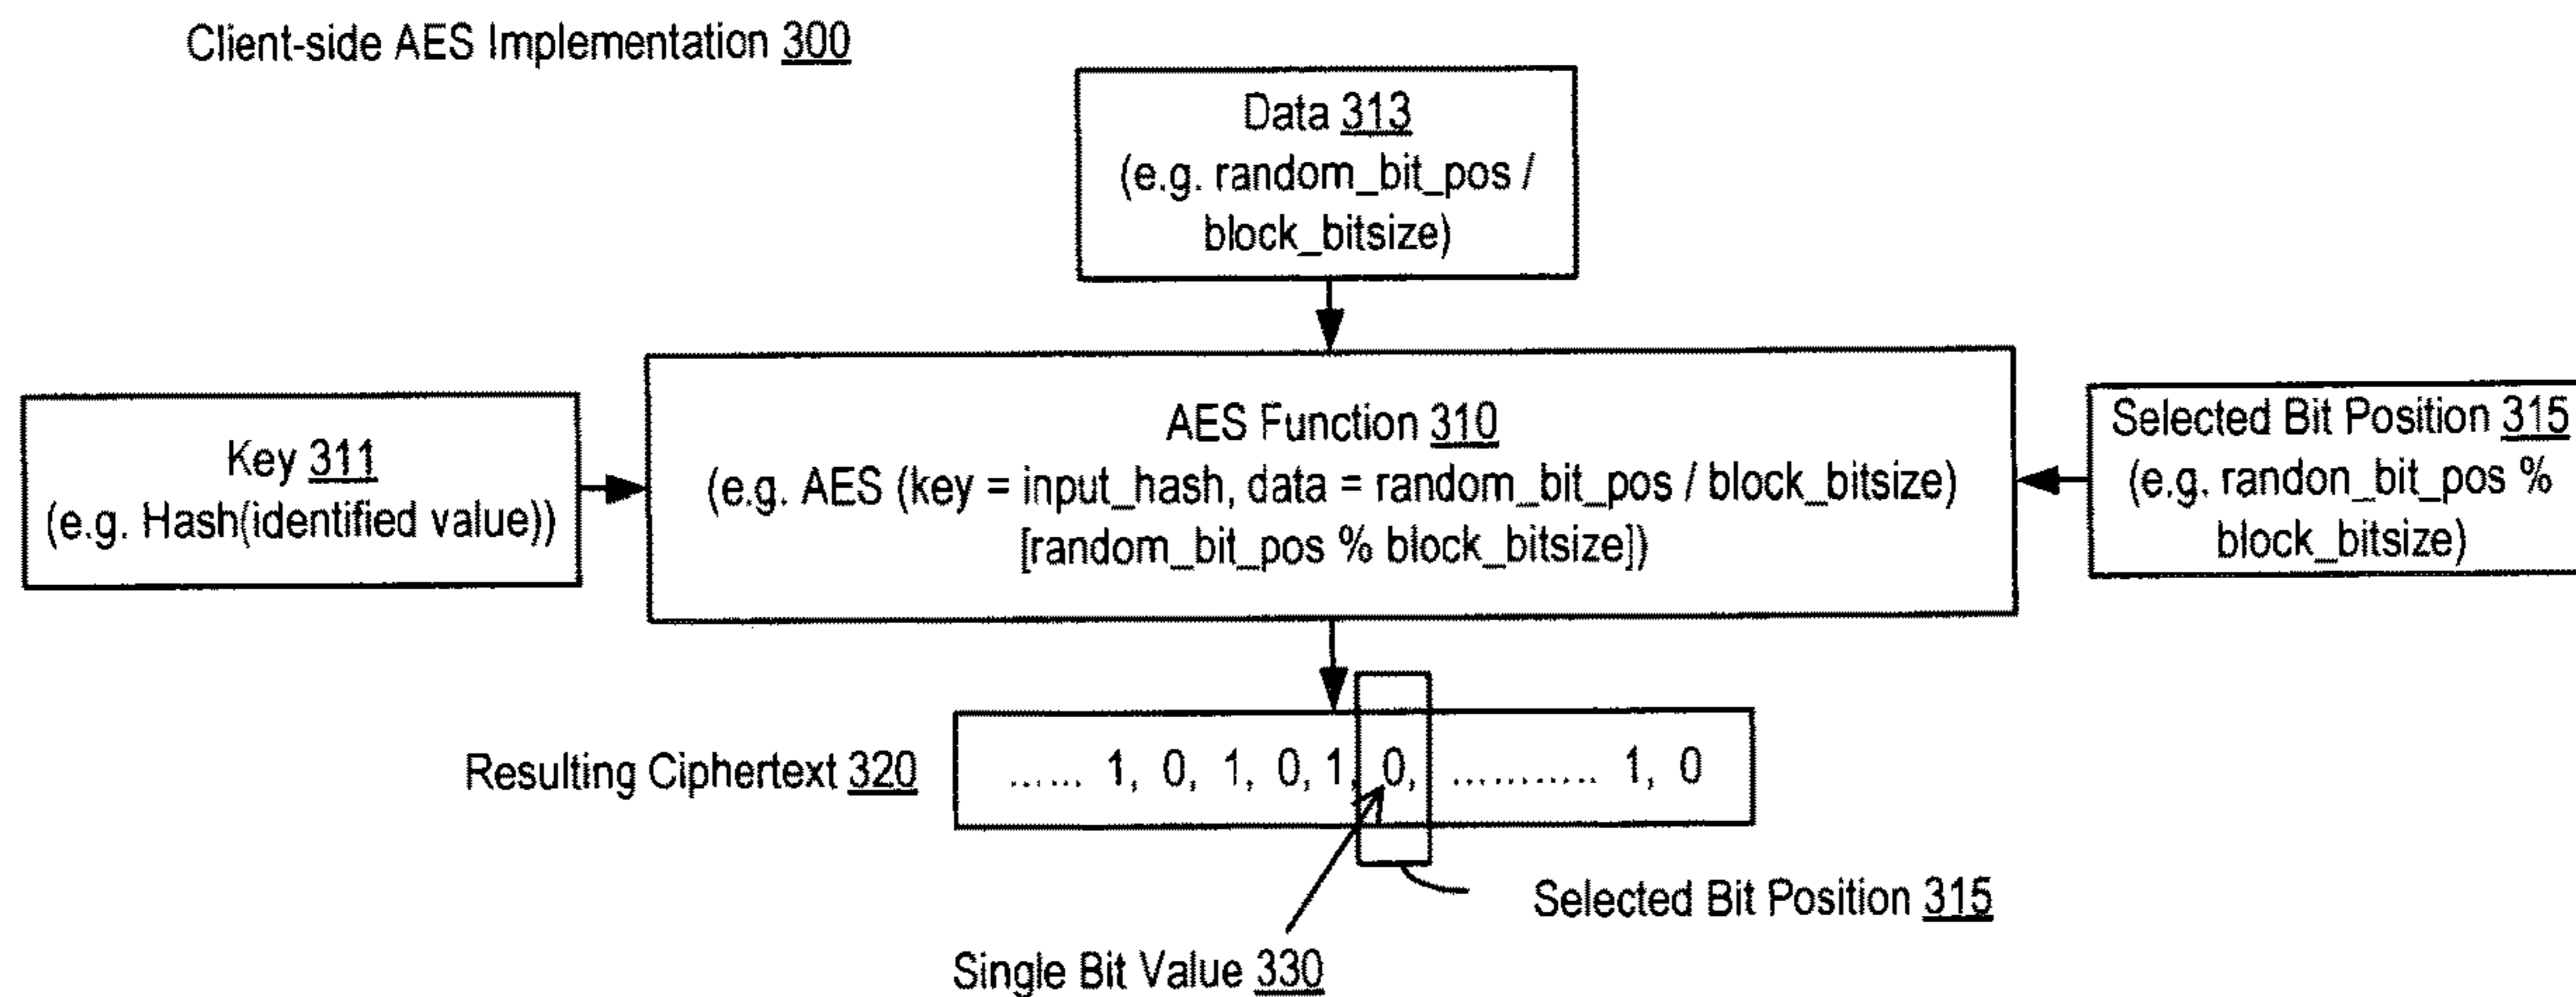 Client-side AES Implementation 300
Data 313
(e.g. random_bit_pos /
block_bitsize)
Key 311
(e.g. Hash(identified value))
AES Function 310
(e.g. AES (key = input_hash, data = random_bit_pos / block_bitsize)
[random_bit_pos % block_bitsize])
Selected Bit Position 315
(e.g. randon_bit_pos %
block_bitsize)
Resulting Ciphertext 320
...... 1, 0, 1, 0, 1, 0, ............ 1, 0
Selected Bit Position 315
Single Bit Value 330